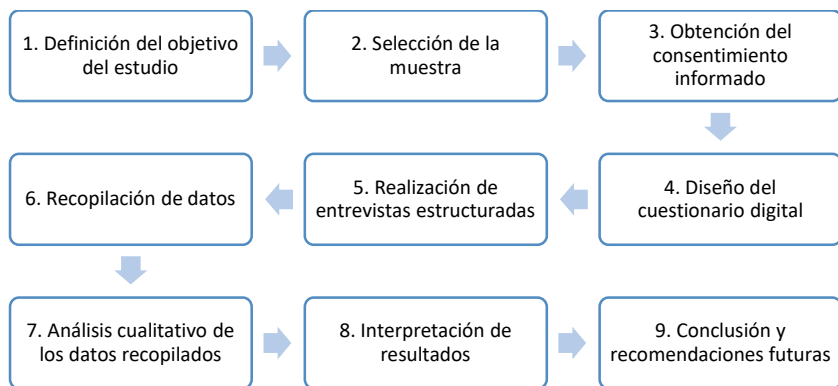 1. Definición del objetivo
del estudio
2. Selección de la
muestra
3. Obtención del
consentimiento
informado
4. Diseño del
cuestionario digital
5. Realización de
entrevistas estructuradas
6. Recopilación de datos
7. Análisis cualitativo de
los datos recopilados
8. Interpretación de
resultados
9. Conclusión y
recomendaciones futuras